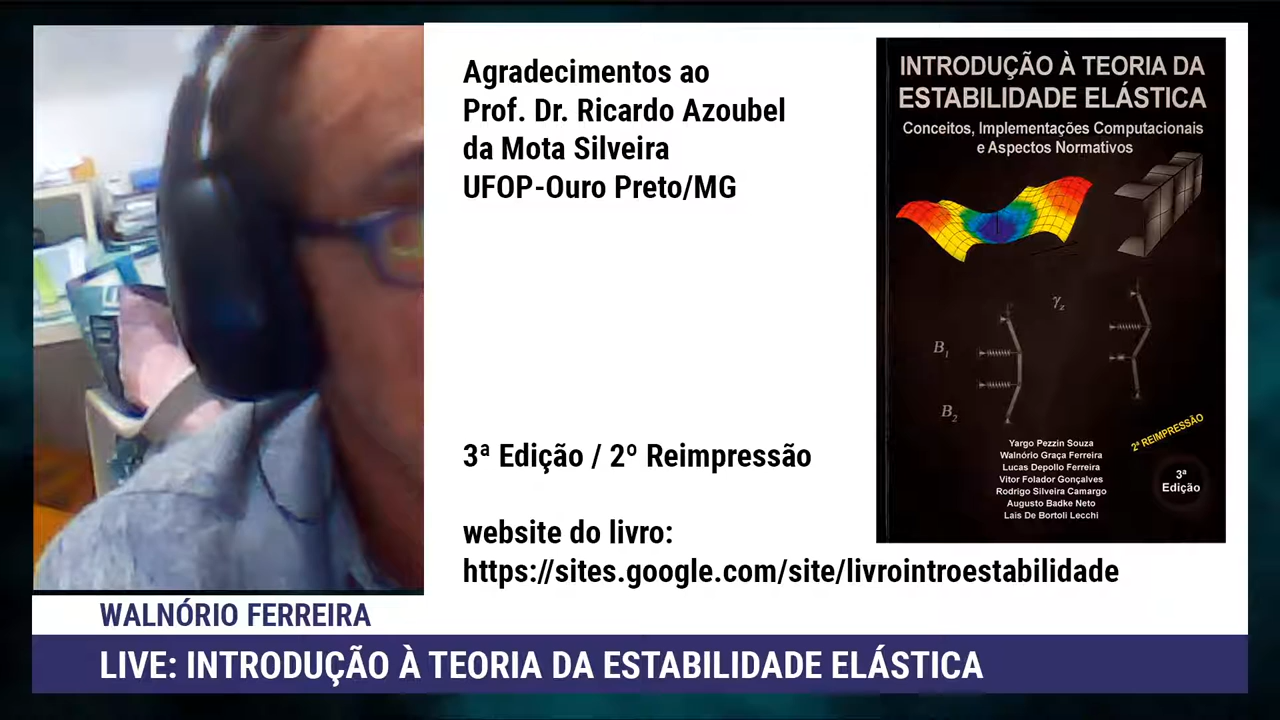 Agradecimentos ao
Prof. Dr. Ricardo Azoubel
da Mota Silveira
UFOP-Ouro Preto/MG
3ª Edição / 2º Reimpressão
website do livro:
https://sites.google.com/site/livrointroestabilidade
INTRODUÇÃO À TEORIA DA
ESTABILIDADE ELÁSTICA
Conceitos, Implementações Computacionais
e Aspectos Normativos
γz
B1
B2
2ª REIMPRESSÃO
3ª
Edição
Yargo Pezzin Souza
Walnório Graça Ferreira
Lucas Depollo Ferreira
Vitor Folador Gonçalves
Rodrigo Silveira Camargo
Augusto Badke Neto
Lais De Bortoli Lecchi
WALNÓRIO FERREIRA
LIVE: INTRODUÇÃO À TEORIA DA ESTABILIDADE ELÁSTICA